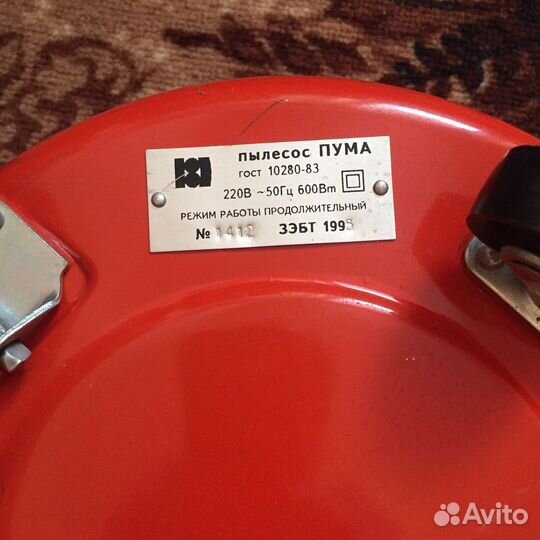 пылесос ПУМА
ГОСТ 10280-83
220В ~50Гц 600Вт
РЕЖИМ РАБОТЫ ПРОДОЛЖИТЕЛЬНЫЙ
№ 1412 ЗЭБТ 1995
Avito